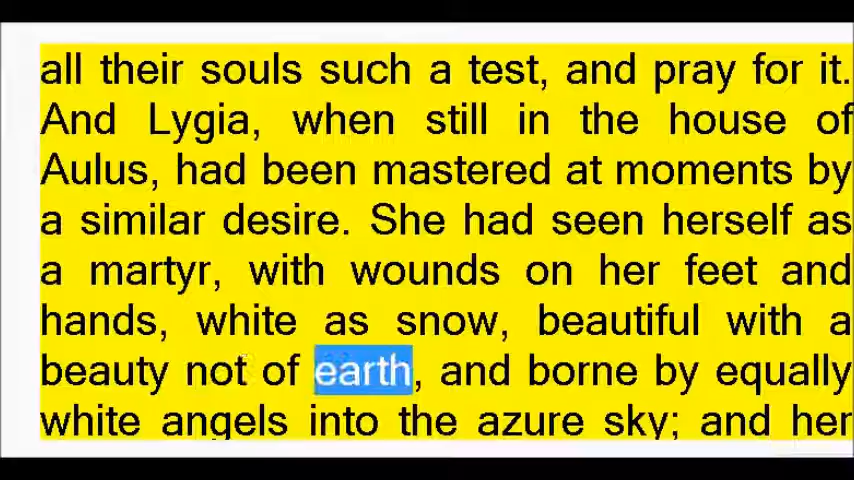 all their souls such a test, and pray for it.
And Lygia, when still in the house of
Aulus, had been mastered at moments by
a similar desire. She had seen herself as
a martyr, with wounds on her feet and
hands, white as snow, beautiful with a
beauty not of earth, and borne by equally
white angels into the azure sky; and her